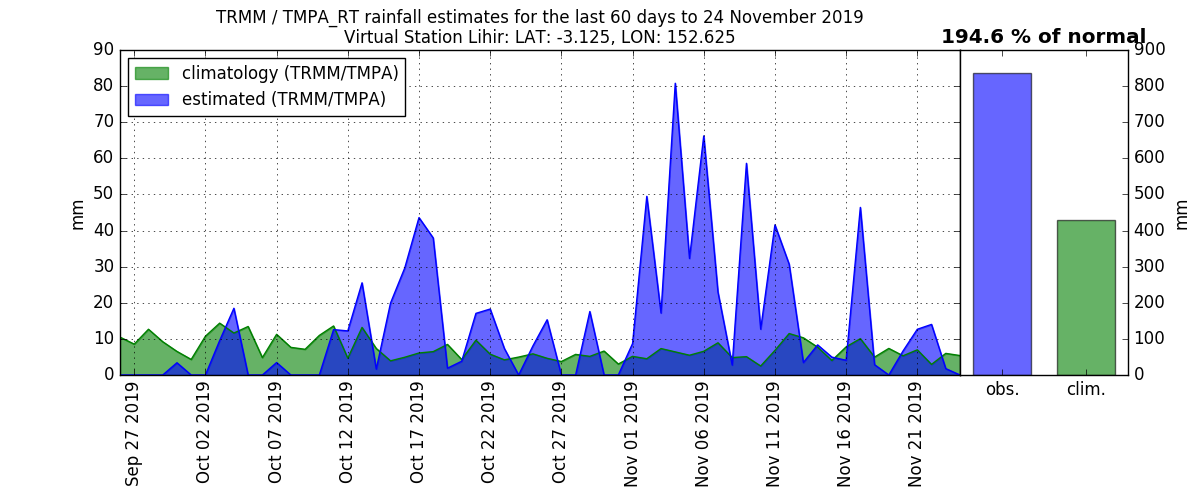 TRMM / TMPA_RT rainfall estimates for the last 60 days to 24 November 2019
Virtual Station Lihir: LAT: -3.125, LON: 152.625
194.6 % of normal
climatology (TRMM/TMPA)
estimated (TRMM/TMPA)
mm
90
80
70
60
50
40
30
20
10
0
Sep 27 2019
Oct 02 2019
Oct 07 2019
Oct 12 2019
Oct 17 2019
Oct 22 2019
Oct 27 2019
Nov 01 2019
Nov 06 2019
Nov 11 2019
Nov 16 2019
Nov 21 2019
obs.
clim.
900
800
700
600
500
400
300
200
100
0
mm